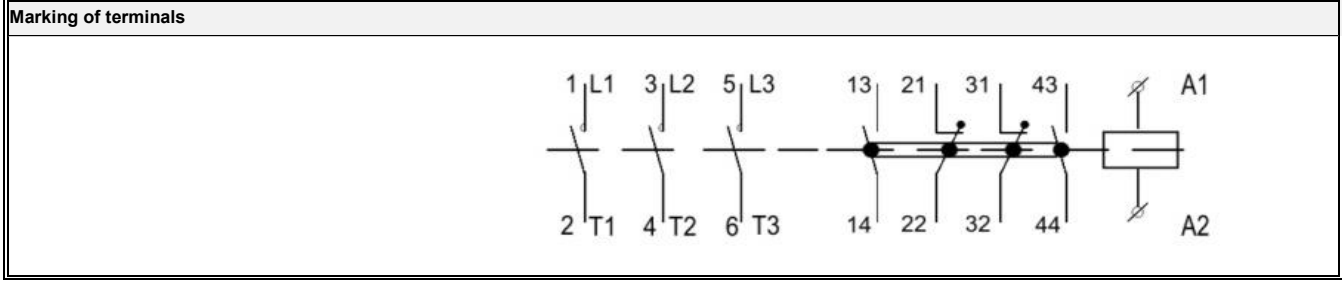 Marking of terminals
1 L1 3 L2 5 L3 13 21 31 43 A1
2 T1 4 T2 6 T3 14 22 32 44 A2